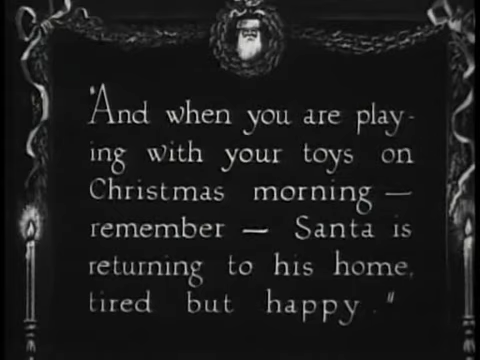 "And when you are play-
ing with your toys on
Christmas morning —
remember — Santa is
returning to his home,
tired but happy."